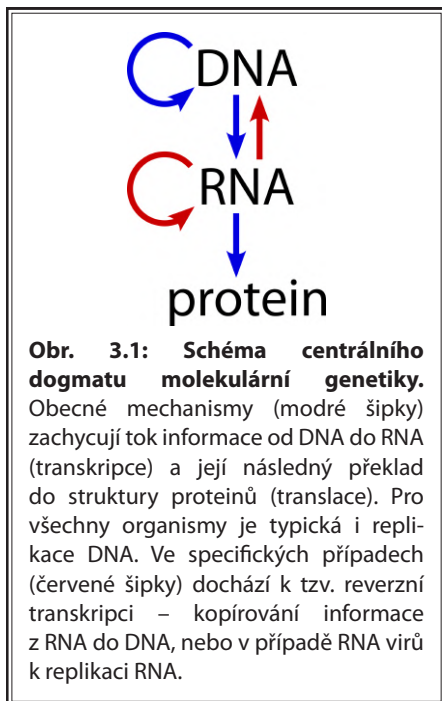 DNA
RNA
protein
Obr. 3.1: Schéma centrálního
dogmatu molekulární genetiky.
Obecné mechanismy (modré šipky)
zachycují tok informace od DNA do RNA
(transkripce) a její následný překlad
do struktury proteinů (translace). Pro
všechny organismy je typická i repli-
kace DNA. Ve specifických případech
(červené šipky) dochází k tzv. reverzní
transkripci – kopírování informace
z RNA do DNA, nebo v případě RNA virů
k replikaci RNA.